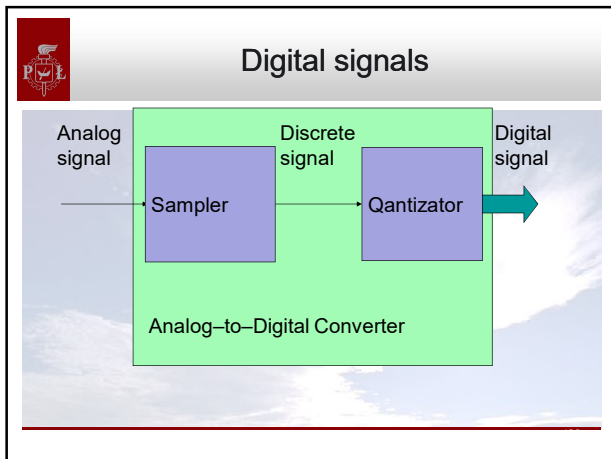 P Ł
Digital signals
Analog
signal
Discrete
signal
Digital
signal
Sampler
Qantizator
Analog–to–Digital Converter